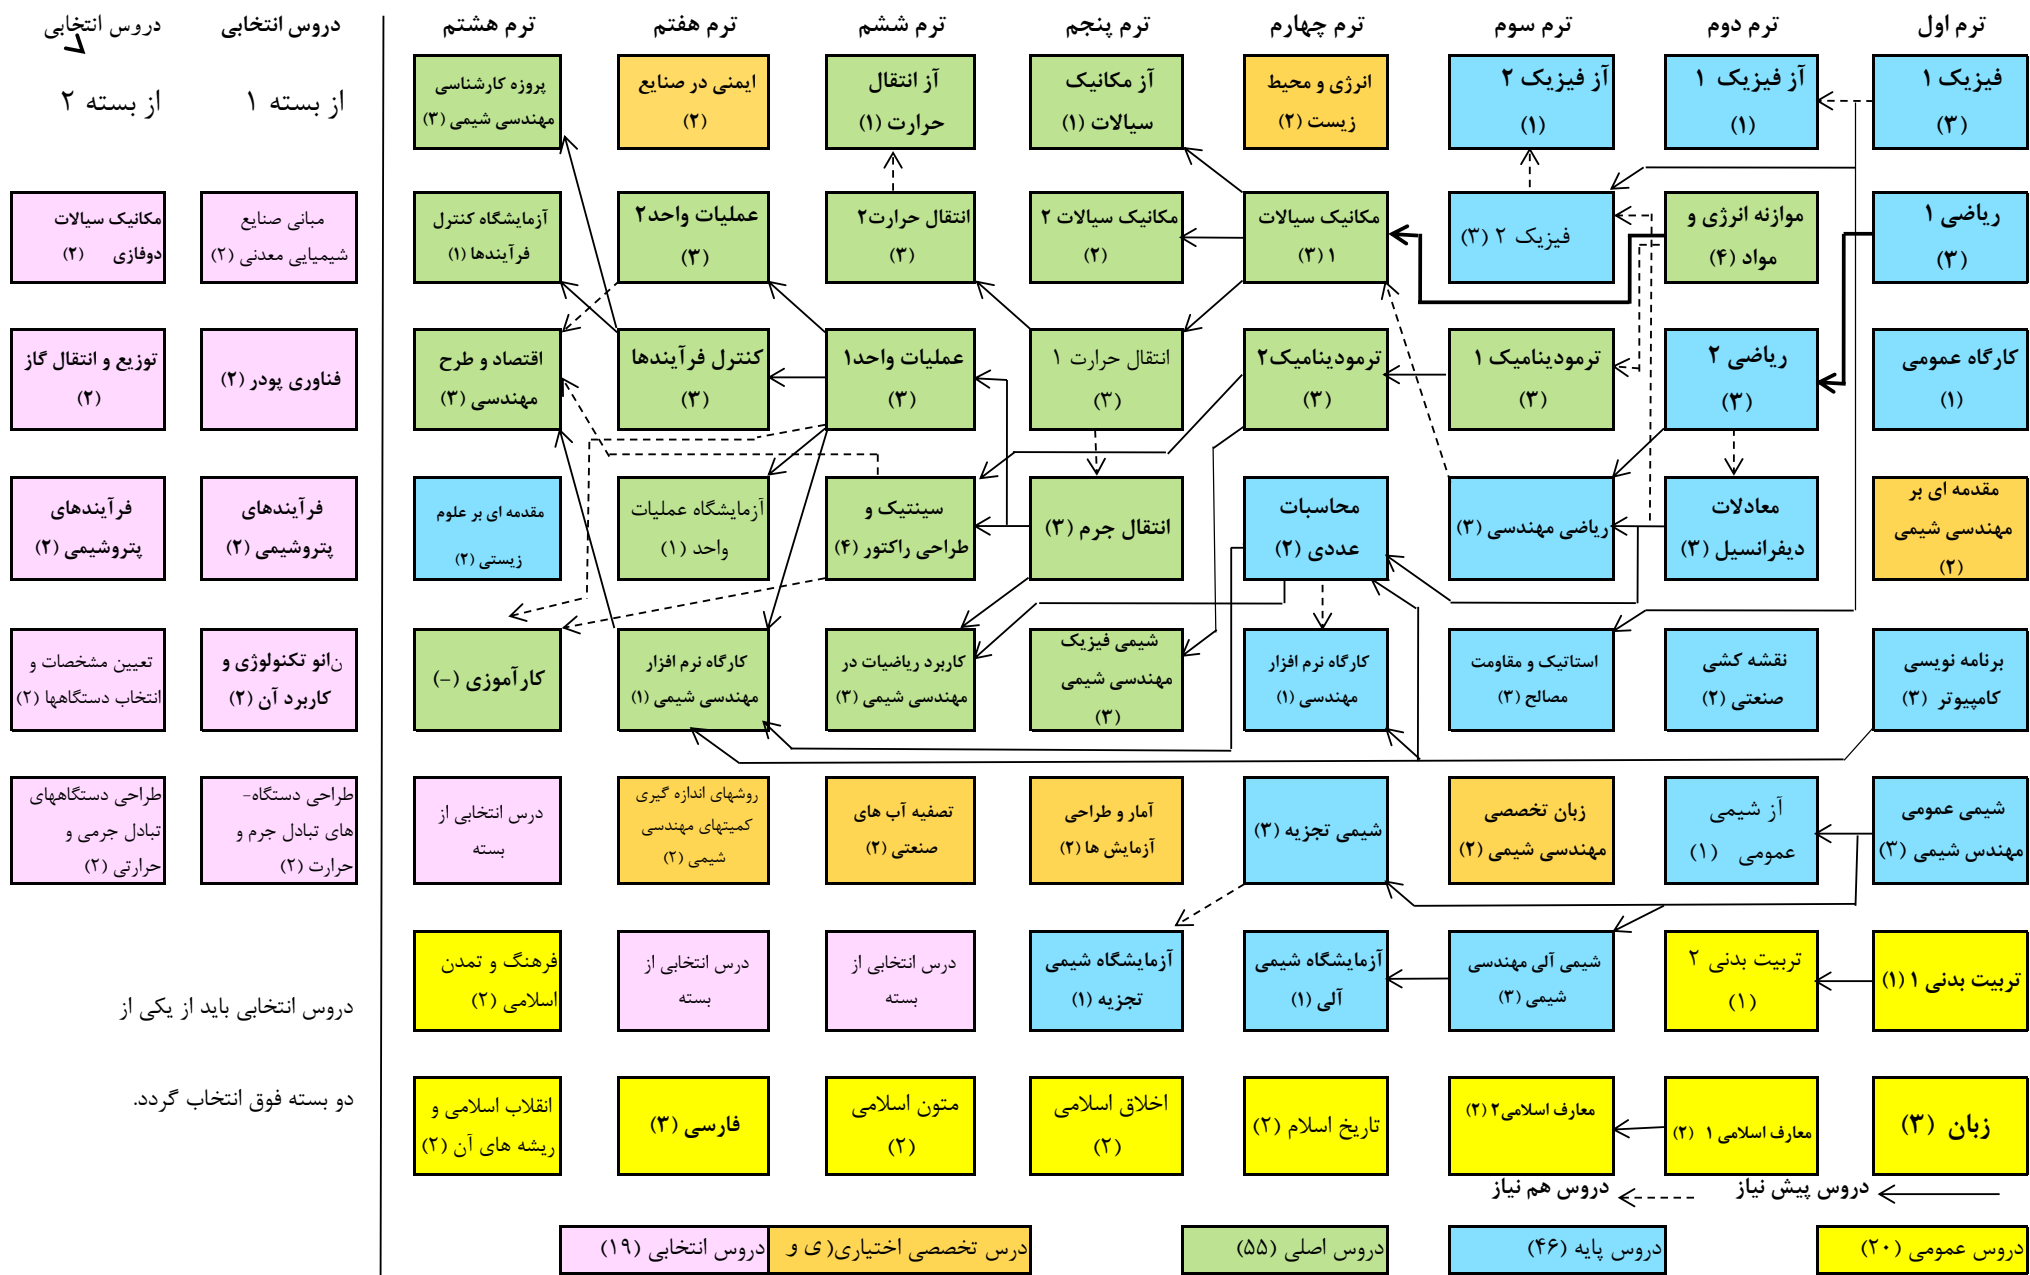 ترم اول
ترم دوم
ترم سوم
ترم چهارم
ترم پنجم
ترم ششم
ترم هفتم
ترم هشتم
دروس انتخابی
دروس انتخابی
فیزیک ۱
(۳)
آز فیزیک ۱
(۱)
آز فیزیک ۲
(۱)
انرژی و محیط
زیست (۲)
آز مکانیک
سیالات (۱)
آز انتقال
حرارت (۱)
ایمنی در صنایع
(۲)
پروزه کارشناسی
مهندسی شیمی (۳)
از بسته ۱
از بسته ۲
ریاضی ۱
(۳)
موازنه انرژی و
مواد (۴)
فیزیک ۲ (۳)
مکانیک سیالات
۱ (۳)
مکانیک سیالات ۲
(۲)
انتقال حرارت۲
(۳)
عملیات واحد۲
(۳)
آزمایشگاه کنترل
فرآیندها (۱)
مبانی صنایع
شیمیایی معدنی (۲)
مکانیک سیالات
دوفازی (۲)
کارگاه عمومی
(۱)
ریاضی ۲
(۳)
ترمودینامیک ۱
(۳)
ترمودینامیک۲
(۳)
انتقال حرارت ۱
(۳)
عملیات واحد۱
(۳)
کنترل فرآیندها
(۳)
اقتصاد و طرح
مهندسی (۳)
فناوری پودر (۲)
توزیع و انتقال گاز
(۲)
مقدمه ای بر
مهندسی شیمی
(۲)
معادلات
دیفرانسیل (۳)
ریاضی مهندسی (۳)
محاسبات
عددی (۲)
انتقال جرم (۳)
سینتیک و
طراحی راکتور (۴)
آزمایشگاه عملیات
واحد (۱)
مقدمه ای بر علوم
زیستی (۲)
فرآیندهای
پتروشیمی (۲)
فرآیندهای
پتروشیمی (۲)
برنامه نویسی
کامپیوتر (۳)
نقشه کشی
صنعتی (۲)
استاتیک و مقاومت
مصالح (۳)
کارگاه نرم افزار
مهندسی (۱)
شیمی فیزیک
مهندسی شیمی
(۳)
کاربرد ریاضیات در
مهندسی شیمی (۳)
کارگاه نرم افزار
مهندسی شیمی (۱)
کارآموزی (-)
نانو تکنولوژی و
کاربرد آن (۲)
تعیین مشخصات و
انتخاب دستگاهها (۲)
شیمی عمومی
مهندس شیمی (۳)
آز شیمی
عمومی (۱)
زبان تخصصی
مهندسی شیمی (۲)
شیمی تجزیه (۳)
آمار و طراحی
آزمایش ها (۲)
تصفیه آب های
صنعتی (۲)
روشهای اندازه گیری
کمیتهای مهندسی
شیمی (۲)
درس انتخابی از
بسته
طراحی دستگاه-
های تبادل جرم و
حرارت (۲)
طراحی دستگاههای
تبادل جرمی و
حرارتی (۲)
تربیت بدنی ۱ (۱)
تربیت بدنی ۲
(۱)
شیمی آلی مهندسی
شیمی (۳)
آزمایشگاه شیمی
آلی (۱)
آزمایشگاه شیمی
تجزیه (۱)
درس انتخابی از
بسته
درس انتخابی از
بسته
فرهنگ و تمدن
اسلامی (۲)
دروس انتخابی باید از یکی از
دو بسته فوق انتخاب گردد.
زبان (۳)
معارف اسلامی ۱ (۲)
معارف اسلامی۲ (۲)
تاریخ اسلام (۲)
اخلاق اسلامی
(۲)
متون اسلامی
(۲)
فارسی (۳)
انقلاب اسلامی و
ریشه های آن (۲)
دروس پیش نیاز
دروس هم نیاز
دروس عمومی (۲۰)
دروس پایه (۴۶)
دروس اصلی (۵۵)
درس تخصصی اختیاری( ی و
دروس انتخابی (۱۹)